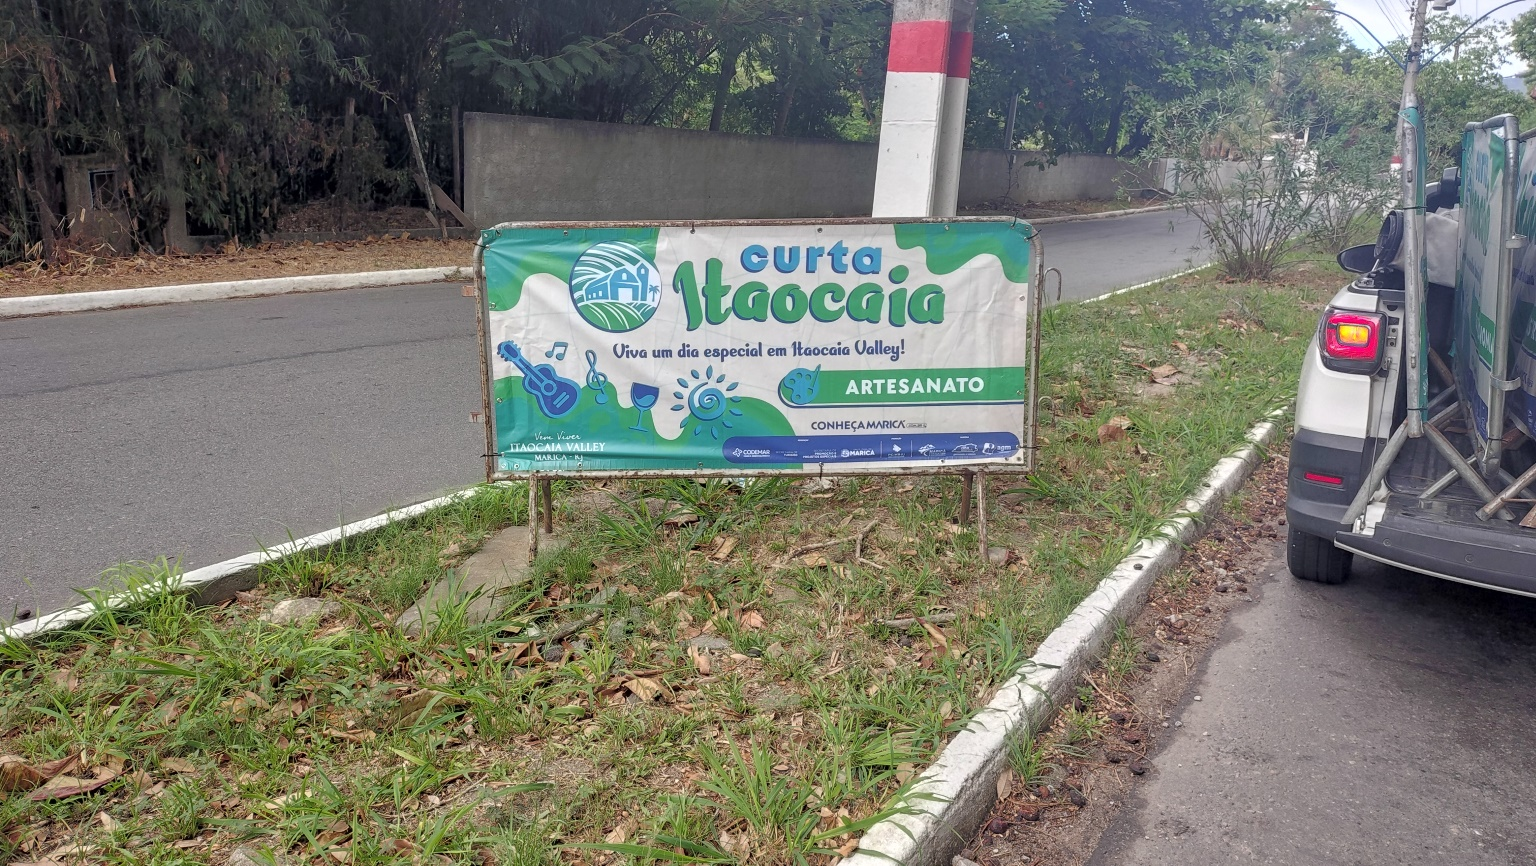 curta
Itaocaia
Viva um dia especial em Itaocaia Valley!
ARTESANATO
CONHEÇA MARICÁ
Vem Viver
ITAOCAIA VALLEY
MARICÁ - RJ
CODEMAR
MARICÁ
agm